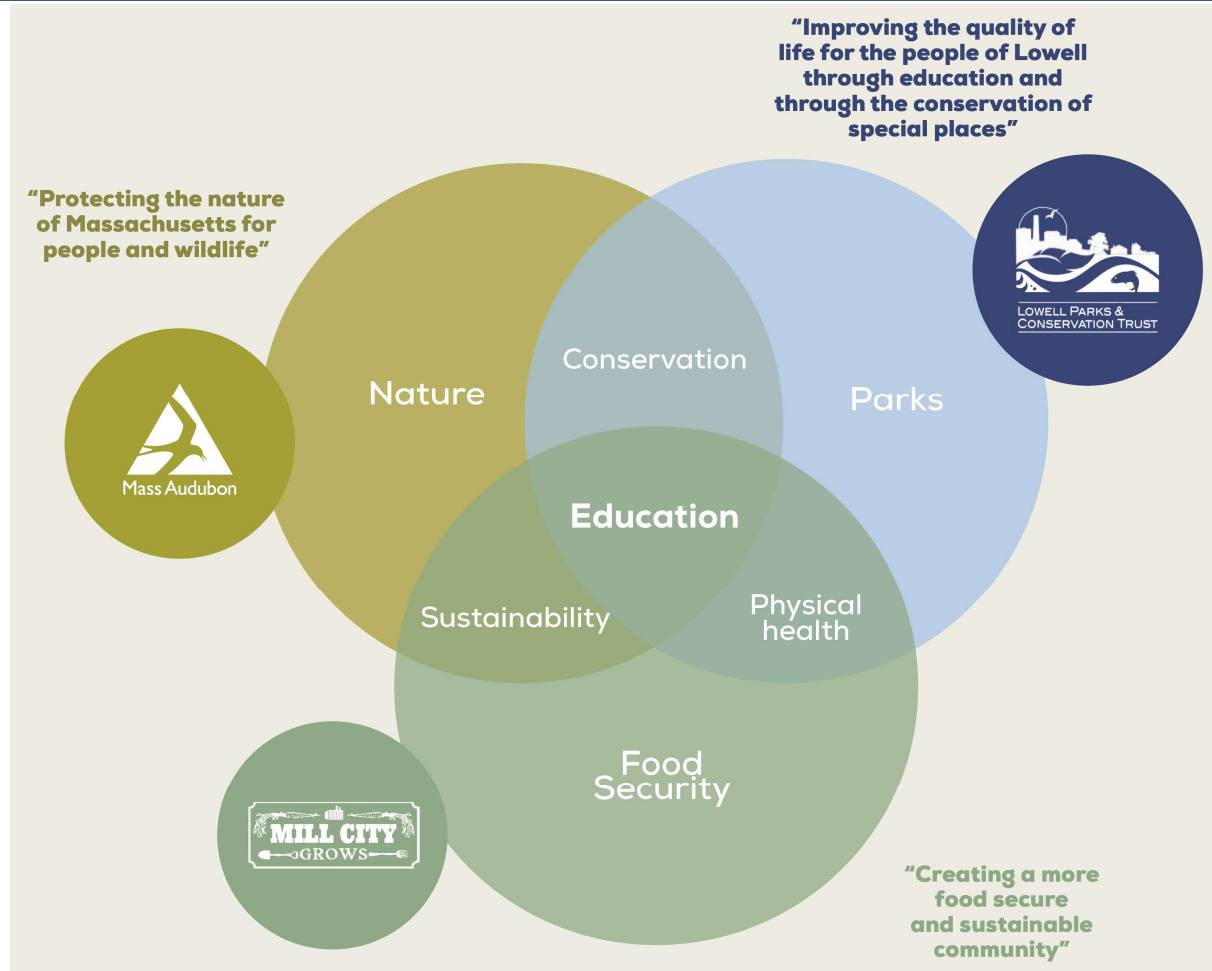 “Improving the quality of
life for the people of Lowell
through education and
through the conservation of
special places”
“Protecting the nature
of Massachusetts for
people and wildlife”
LOWELL PARKS &
CONSERVATION TRUST
Conservation
Nature
Parks
Mass Audubon
Education
Sustainability
Physical
health
Food
Security
MILL CITY
GROWS
“Creating a more
food secure
and sustainable
community”